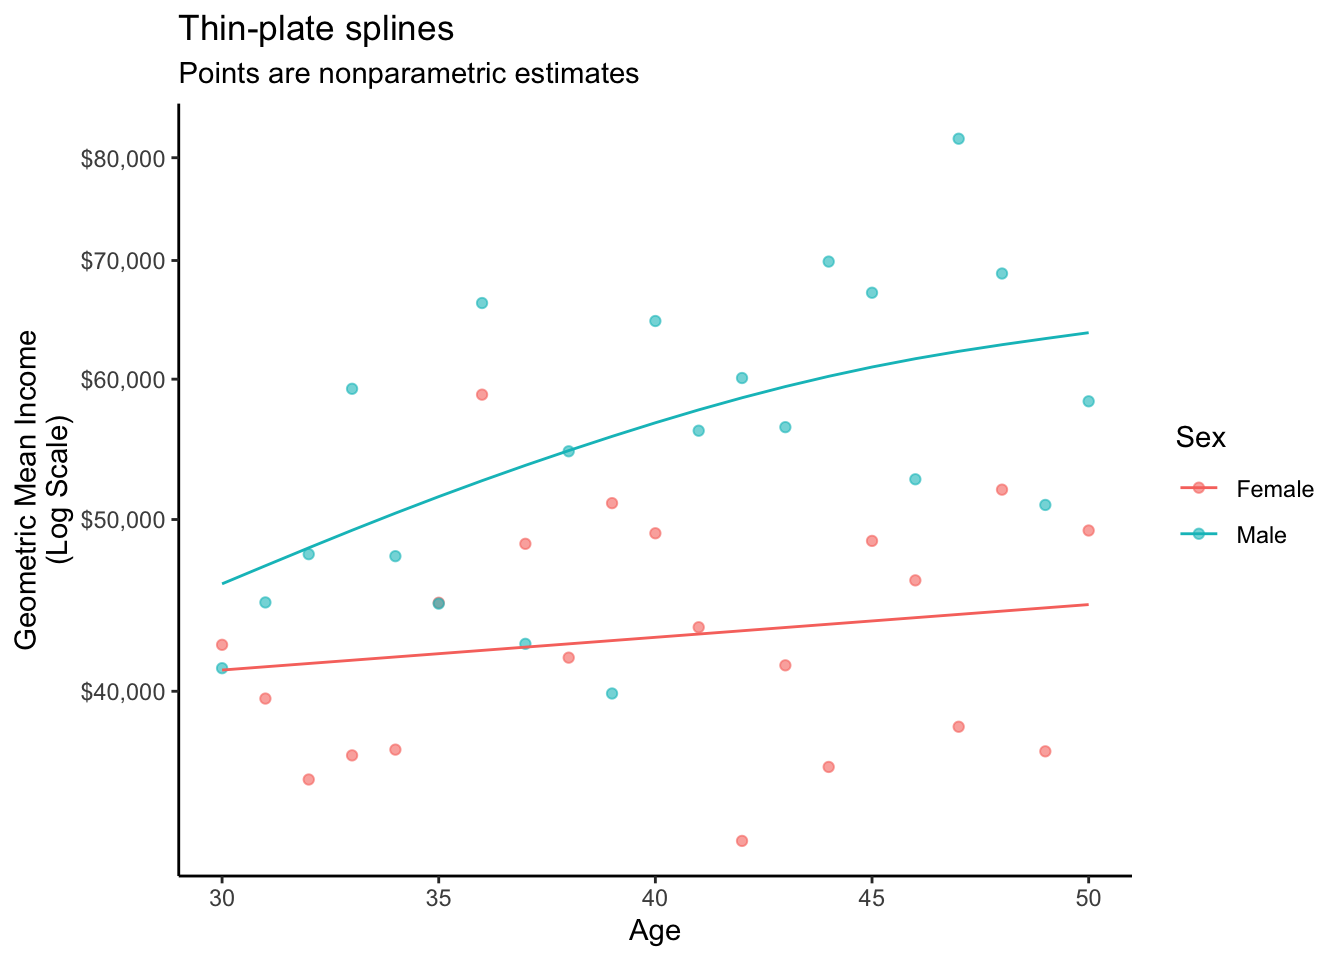 Thin-plate splines
Points are nonparametric estimates
$80,000
$70,000
$60,000
$50,000
$40,000
Geometric Mean Income
(Log Scale)
30
35
40
45
50
Age
Sex
Female
Male